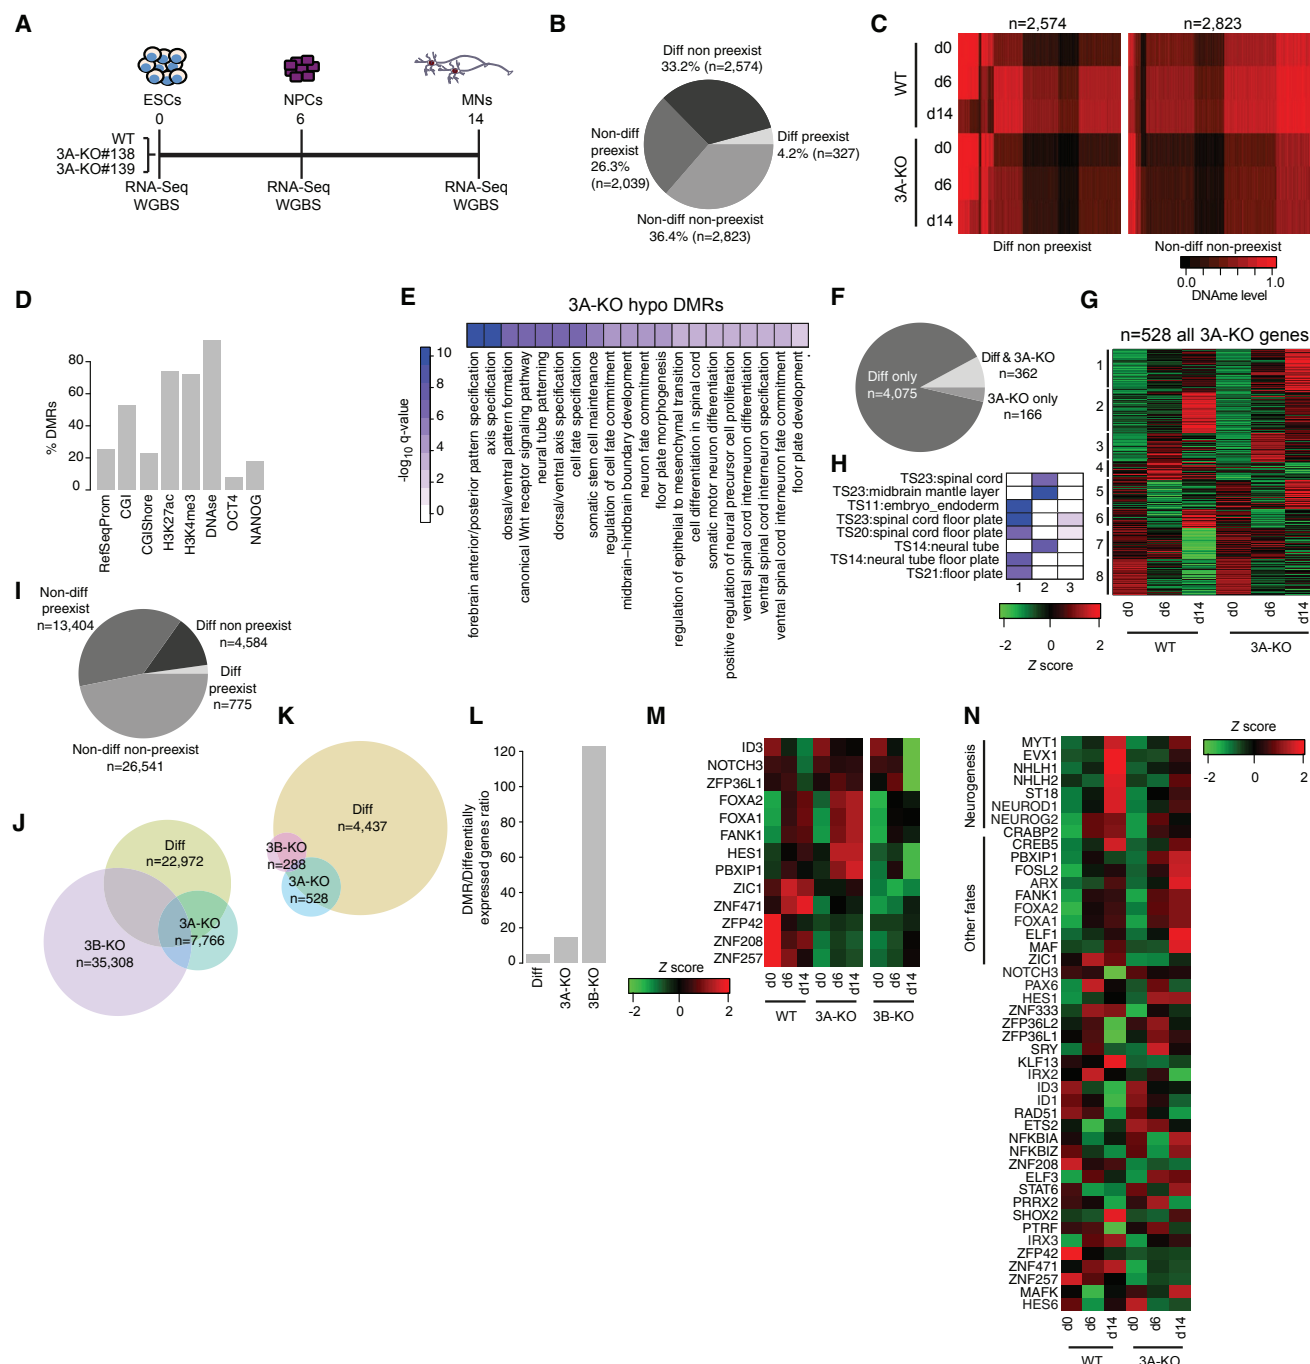 A
ESCs
NPCs
MNs
0
6
14
WT
3A-KO#138
3A-KO#139
RNA-Seq
WGBS
RNA-Seq
WGBS
RNA-Seq
WGBS
B
Diff non preexist
33.2% (n=2,574)
Non-diff
preexist
26.3%
(n=2,039)
Diff preexist
4.2% (n=327)
Non-diff non-preexist
36.4% (n=2,823)
C
n=2,574
n=2,823
WT
d0
d6
d14
3A-KO
d0
d6
d14
Diff non preexist
Non-diff non-preexist
0.0
1.0
DNAme level
D
% DMRs
80
60
40
20
0
RefSeqProm
CGI
CGIShore
H3K27ac
H3K4me3
DNAse
OCT4
NANOG
E
3A-KO hypo DMRs
-log10 q-value
10
8
6
4
2
0
forebrain anterior/posterior pattern specification
axis specification
dorsal/ventral pattern formation
canonical Wnt receptor signaling pathway
neural tube patterning
dorsal/ventral axis specification
cell fate specification
somatic stem cell maintenance
regulation of cell fate commitment
midbrain−hindbrain boundary development
neuron fate commitment
floor plate morphogenesis
regulation of epithelial to mesenchymal transition
cell differentiation in spinal cord
somatic motor neuron differentiation
positive regulation of neural precursor cell proliferation
ventral spinal cord interneuron differentiation
ventral spinal cord interneuron specification
ventral spinal cord interneuron fate commitment
floor plate development
F
Diff only
n=4,075
Diff & 3A-KO
n=362
3A-KO only
n=166
G
n=528 all 3A-KO genes
1
2
3
4
5
6
7
8
d0
d6
d14
d0
d6
d14
WT
3A-KO
H
TS23:spinal cord
TS23:midbrain mantle layer
TS11:embryo_endoderm
TS23:spinal cord floor plate
TS20:spinal cord floor plate
TS14:neural tube
TS14:neural tube floor plate
TS21:floor plate
1
2
3
-2
0
2
Z score
I
Non-diff
preexist
n=13,404
Diff non preexist
n=4,584
Diff
preexist
n=775
Non-diff non-preexist
n=26,541
J
Diff
n=22,972
3A-KO
n=7,766
3B-KO
n=35,308
K
Diff
n=4,437
3B-KO
n=288
3A-KO
n=528
L
DMR/Differentially
expressed genes ratio
120
100
80
60
40
20
0
Diff
3A-KO
3B-KO
M
ID3
NOTCH3
ZFP36L1
FOXA2
FOXA1
FANK1
HES1
PBXIP1
ZIC1
ZNF471
ZFP42
ZNF208
ZNF257
d0
d6
d14
d0
d6
d14
d0
d6
d14
WT
3A-KO
3B-KO
Z score
-2
0
2
N
Z score
-2
0
2
Neurogenesis
Other fates
MYT1
EVX1
NHLH1
NHLH2
ST18
NEUROD1
NEUROG2
CRABP2
CREB5
PBXIP1
FOSL2
ARX
FANK1
FOXA2
FOXA1
ELF1
MAF
ZIC1
NOTCH3
PAX6
HES1
ZNF333
ZFP36L2
ZFP36L1
SRY
KLF13
IRX2
ID3
ID1
RAD51
ETS2
NFKBIA
NFKBIZ
ZNF208
ELF3
STAT6
PRRX2
SHOX2
PTRF
IRX3
ZFP42
ZNF471
ZNF257
MAFK
HES6
d0
d6
d14
d0
d6
d14
WT
3A-KO